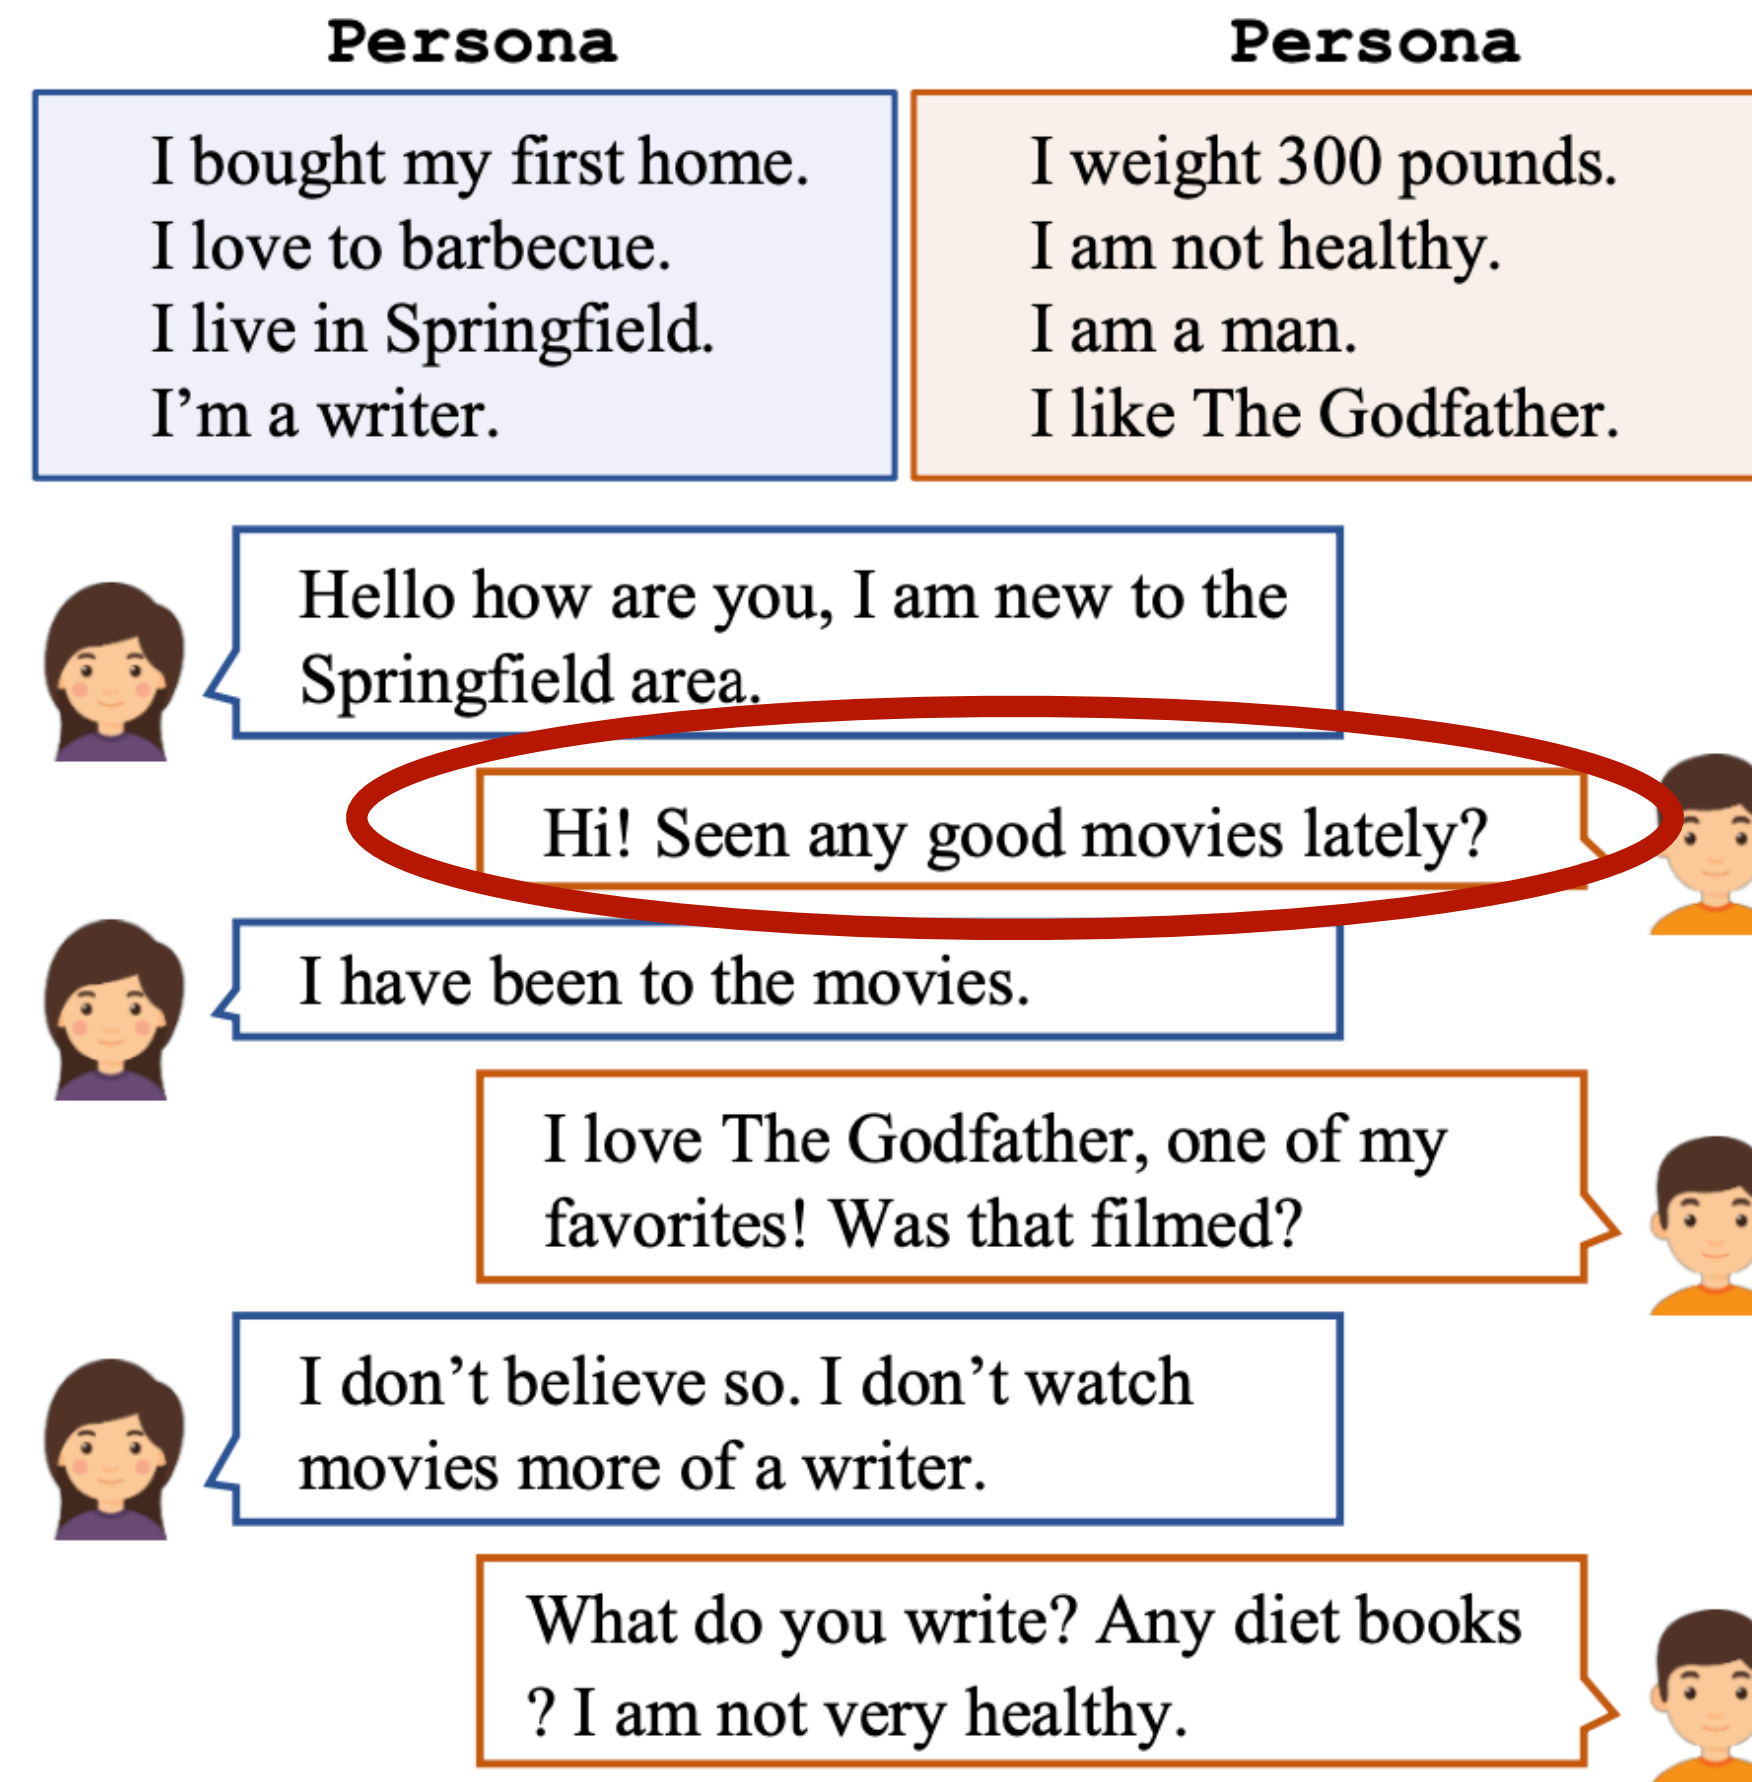 Persona
I bought my first home.
I love to barbecue.
I live in Springfield.
I’m a writer.
Persona
I weight 300 pounds.
I am not healthy.
I am a man.
I like The Godfather.
Hello how are you, I am new to the
Springfield area.
Hi! Seen any good movies lately?
I have been to the movies.
I love The Godfather, one of my
favorites! Was that filmed?
I don’t believe so. I don’t watch
movies more of a writer.
What do you write? Any diet books
? I am not very healthy.